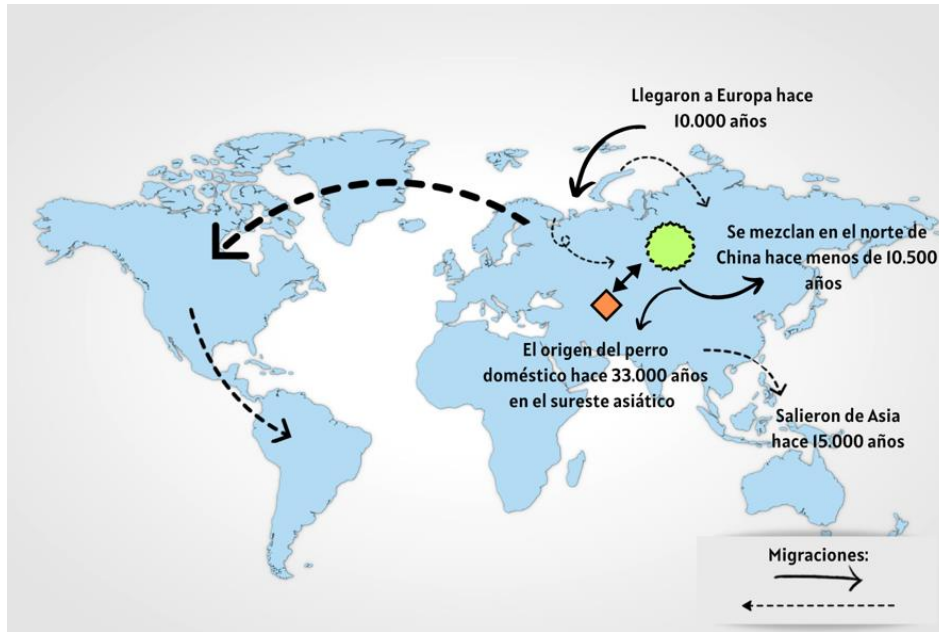 Llegaron a Europa hace
10.000 años
Se mezclan en el norte de
China hace menos de 10.500
años
El origen del perro
doméstico hace 33.000 años
en el sureste asiático
Salieron de Asia
hace 15.000 años
Migraciones: